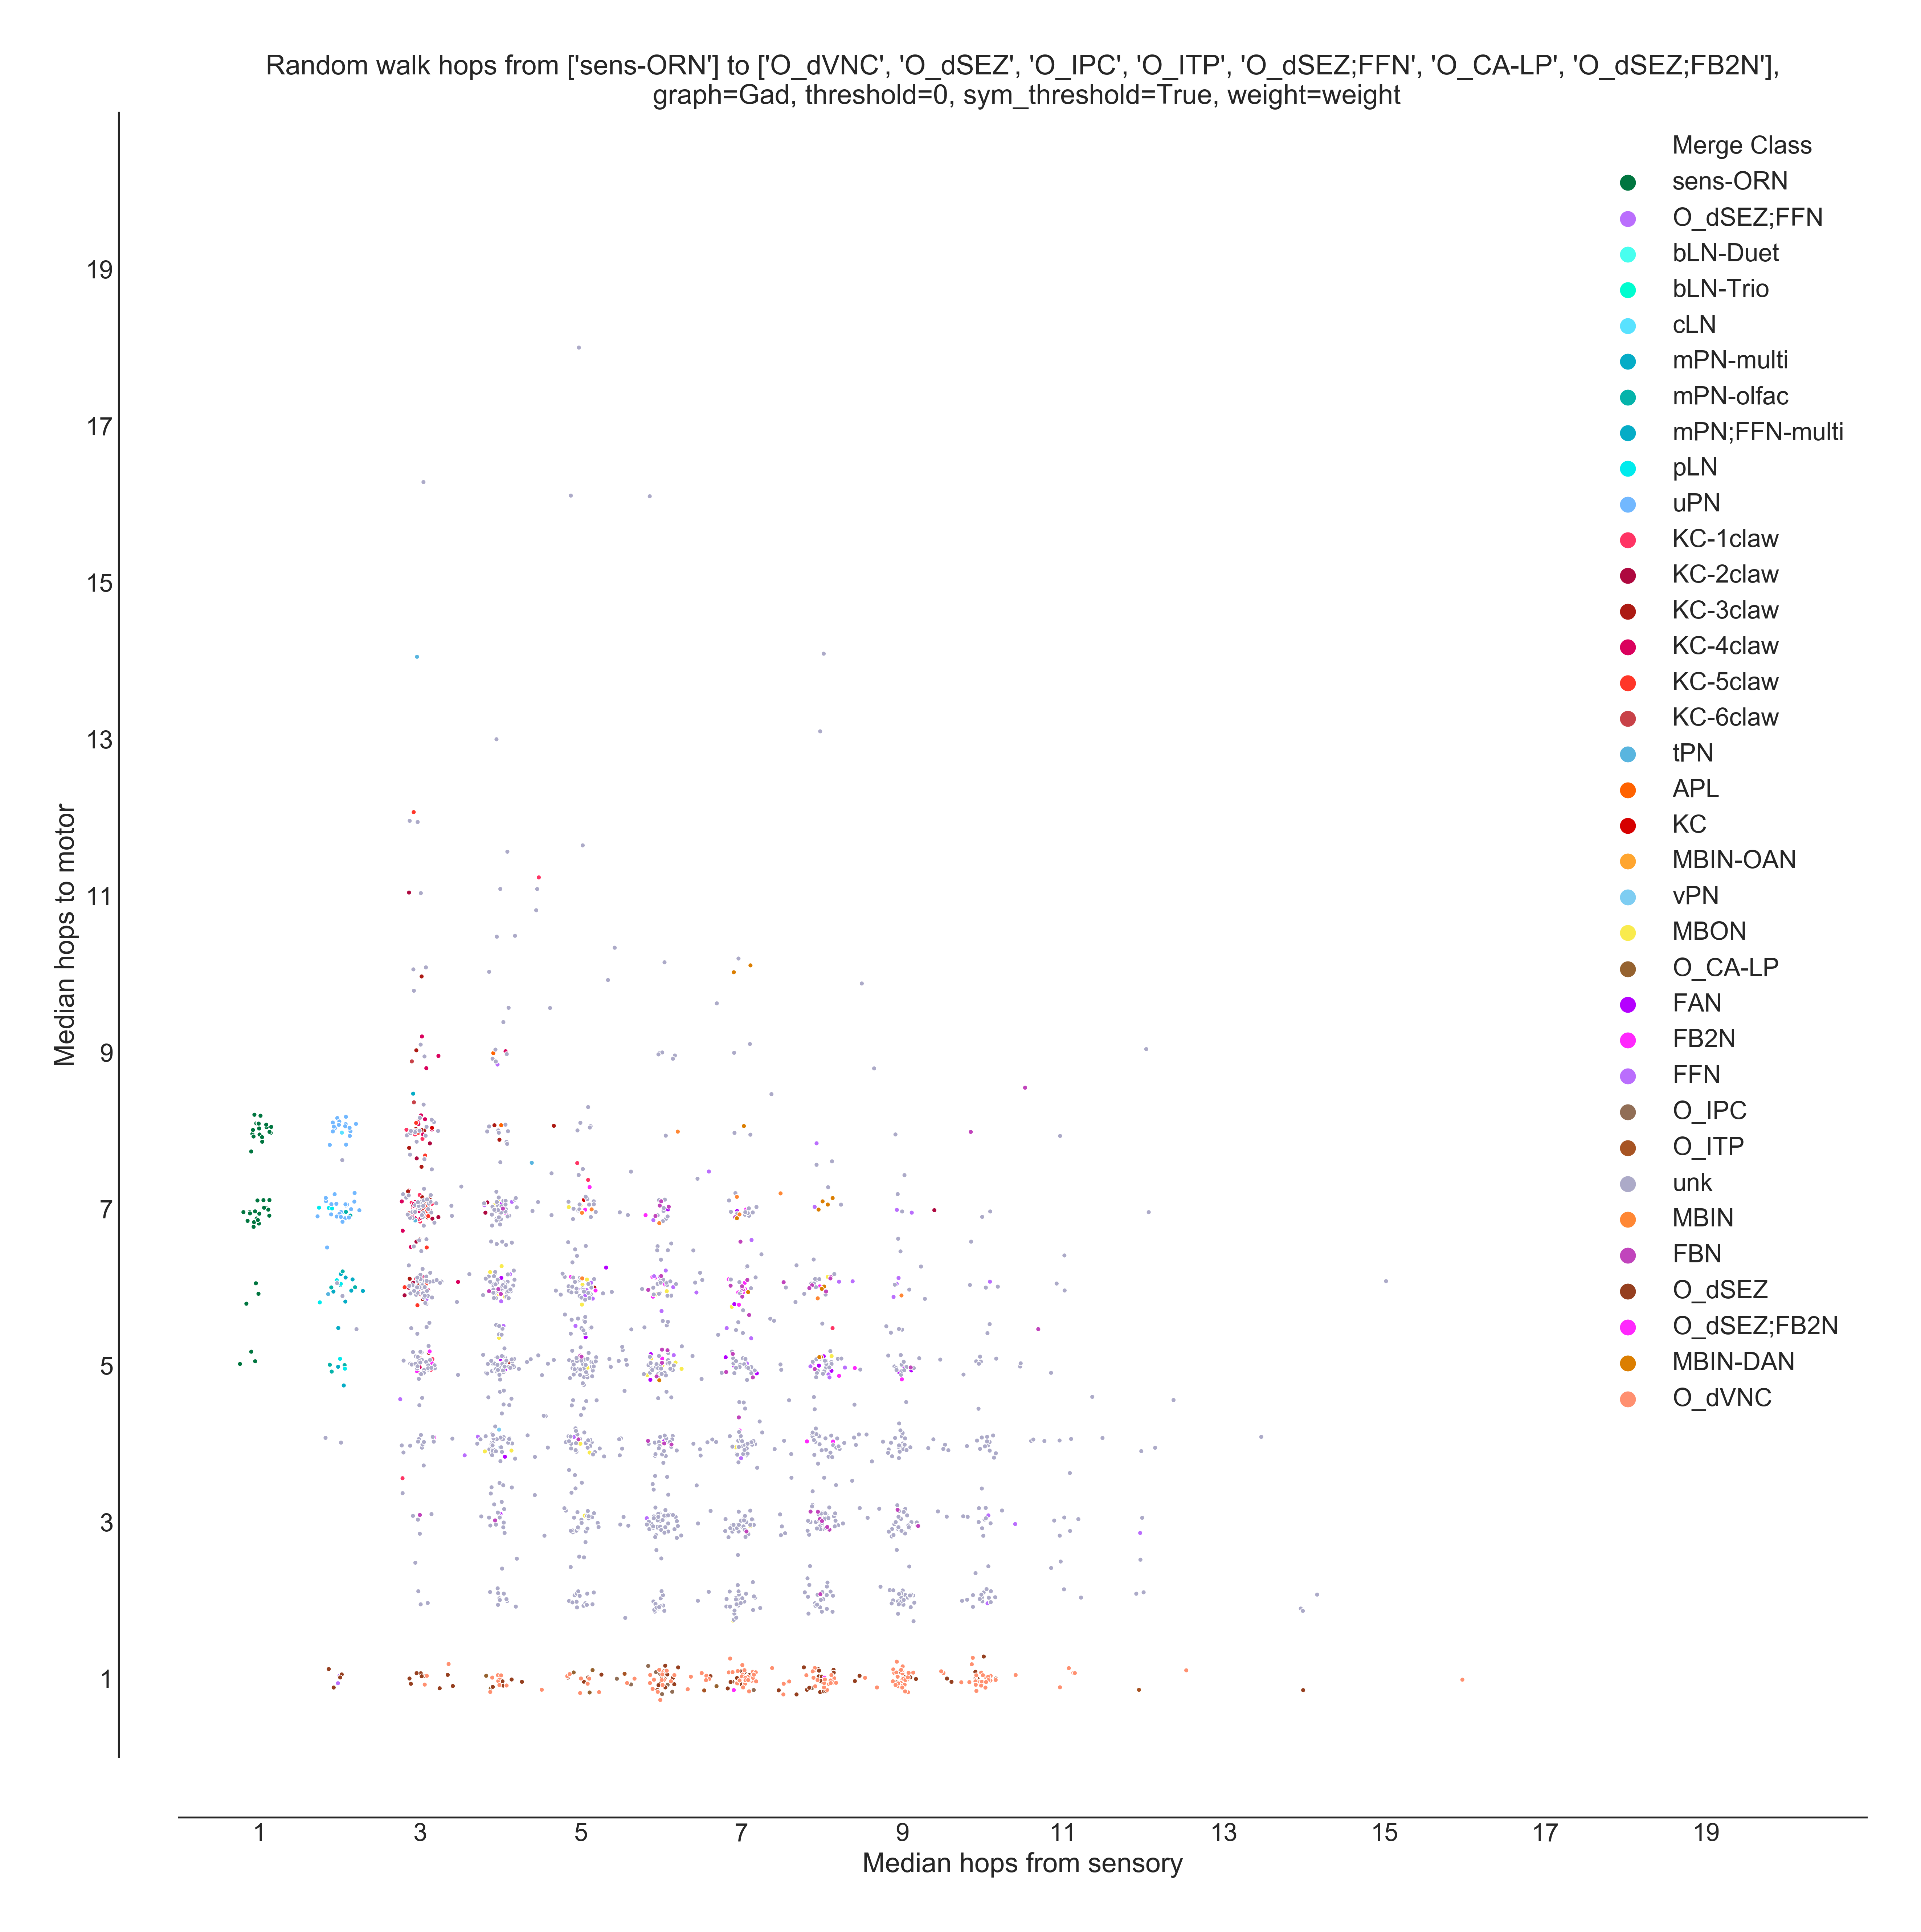 Random walk hops from ['sens-ORN'] to ['O_dVNC', 'O_dSEZ', 'O_IPC', 'O_ITP', 'O_dSEZ;FFN', 'O_CA-LP', 'O_dSEZ;FB2N'],
graph=Gad, threshold=0, sym_threshold=True, weight=weight
Merge Class
sens-ORN
O_dSEZ;FFN
bLN-Duet
bLN-Trio
cLN
mPN-multi
mPN-olfac
mPN;FFN-multi
pLN
uPN
KC-1claw
KC-2claw
KC-3claw
KC-4claw
KC-5claw
KC-6claw
tPN
APL
KC
MBIN-OAN
vPN
MBON
O_CA-LP
FAN
FB2N
FFN
O_IPC
O_ITP
unk
MBIN
FBN
O_dSEZ
O_dSEZ;FB2N
MBIN-DAN
O_dVNC
Median hops to motor
19
17
15
13
11
9
7
5
3
1
1 3 5 7 9 11 13 15 17 19
Median hops from sensory